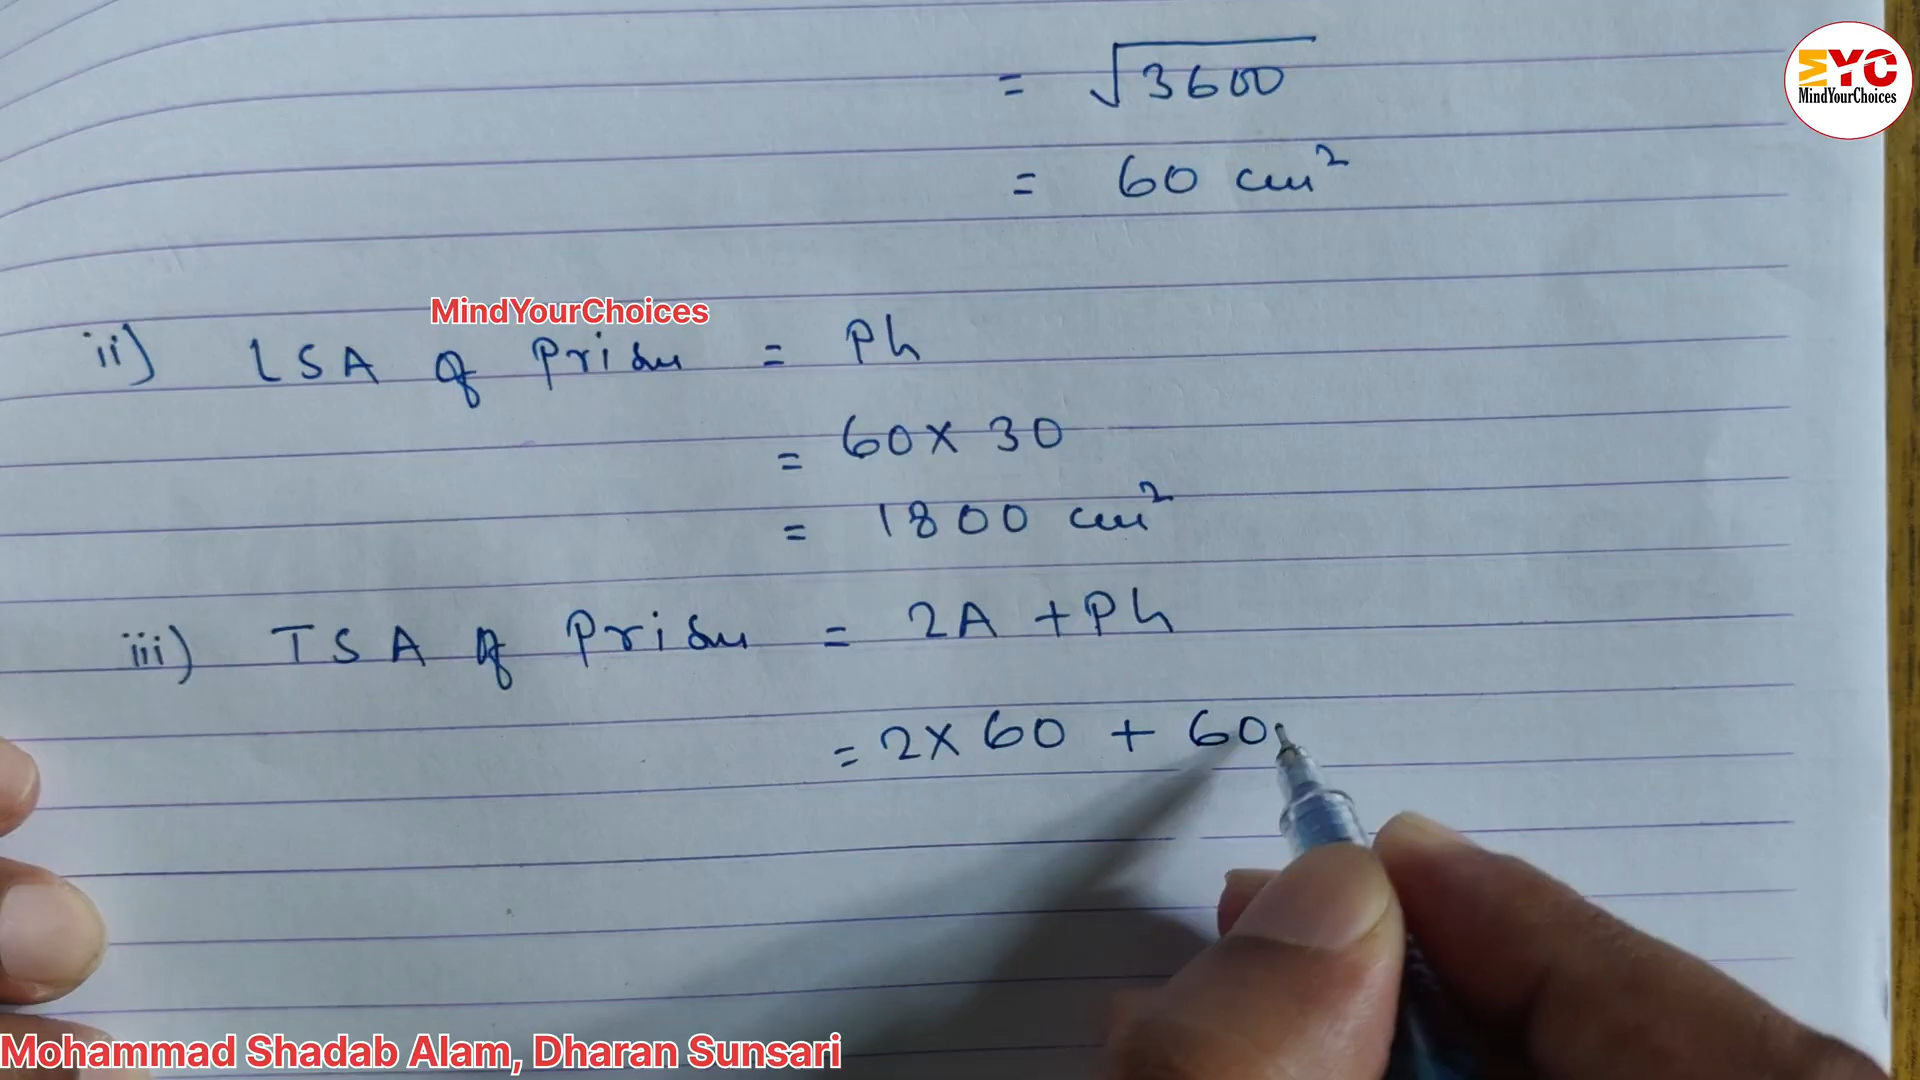 = √3600
MYC
MindYourChoices
= 60 cm²
MindYourChoices
ii) LSA of Prism = Ph
= 60 × 30
= 1800 cm²
iii) TSA of Prism = 2A + Ph
= 2 × 60 + 60
Mohammad Shadab Alam, Dharan Sunsari